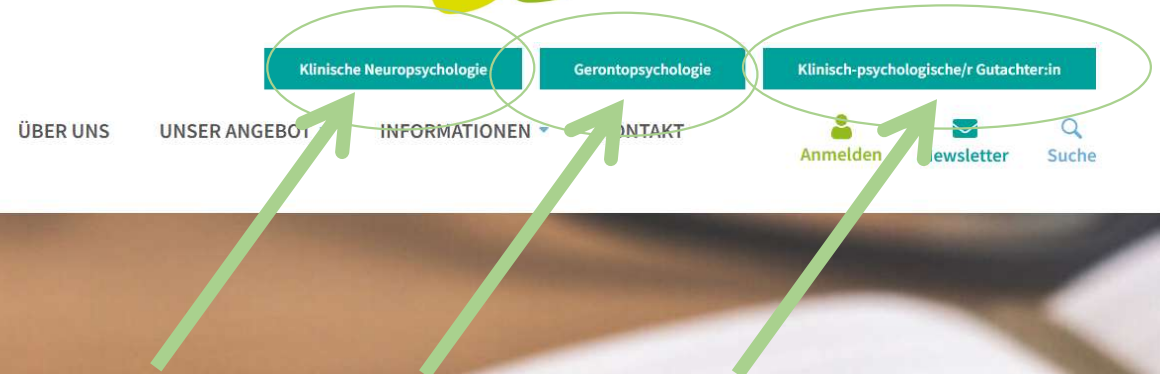 Klinische Neuropsychologie Gerontopsychologie Klinisch-psychologische/r Gutachter:in
ÜBER UNS UNSER ANGEBOT INFORMATIONEN KONTAKT
Anmelden Newsletter Suche